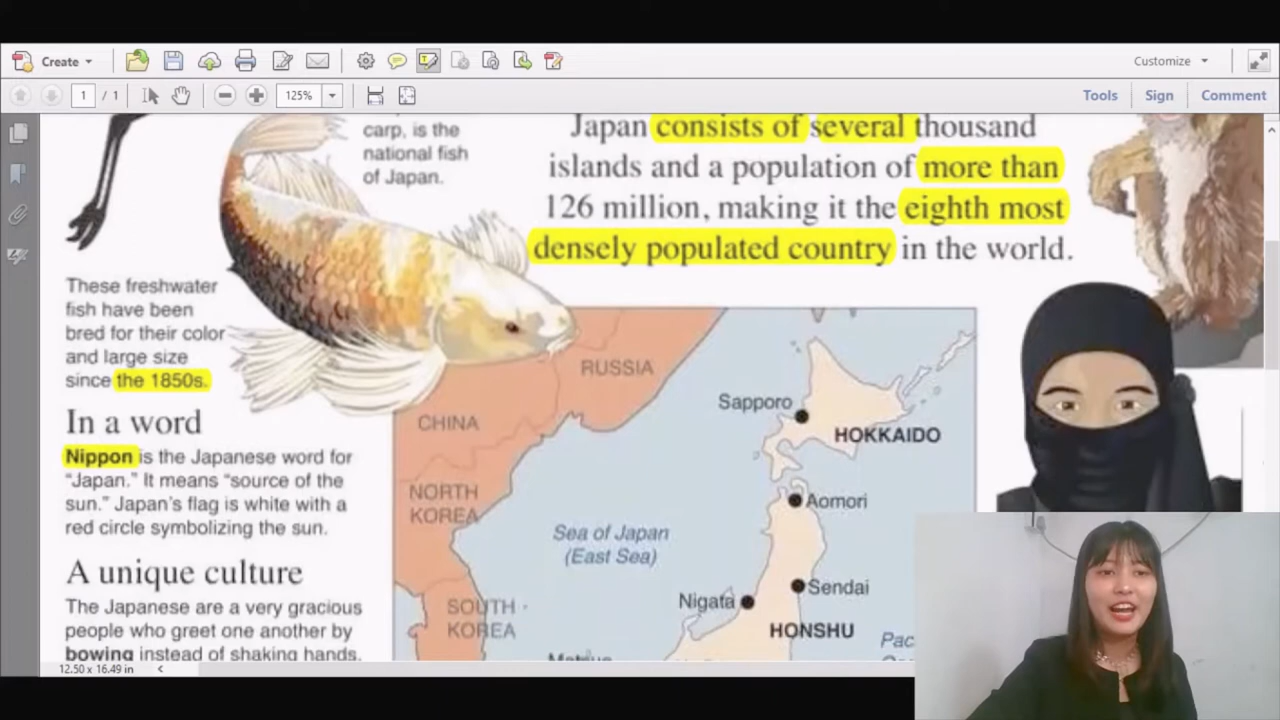 Create
Customize
1 / 1
125%
Tools
Sign
Comment
carp, is the
national fish
of Japan.
Japan consists of several thousand
islands and a population of more than
126 million, making it the eighth most
densely populated country in the world.
These freshwater
fish have been
bred for their color
and large size
since the 1850s.
In a word
Nippon is the Japanese word for
"Japan." It means "source of the
sun." Japan's flag is white with a
red circle symbolizing the sun.
A unique culture
The Japanese are a very gracious
people who greet one another by
bowing instead of shaking hands.
RUSSIA
CHINA
NORTH
KOREA
SOUTH
KOREA
Sea of Japan
(East Sea)
Sapporo
HOKKAIDO
Aomori
Sendai
Nigata
HONSHU
12.50 x 16.49 in